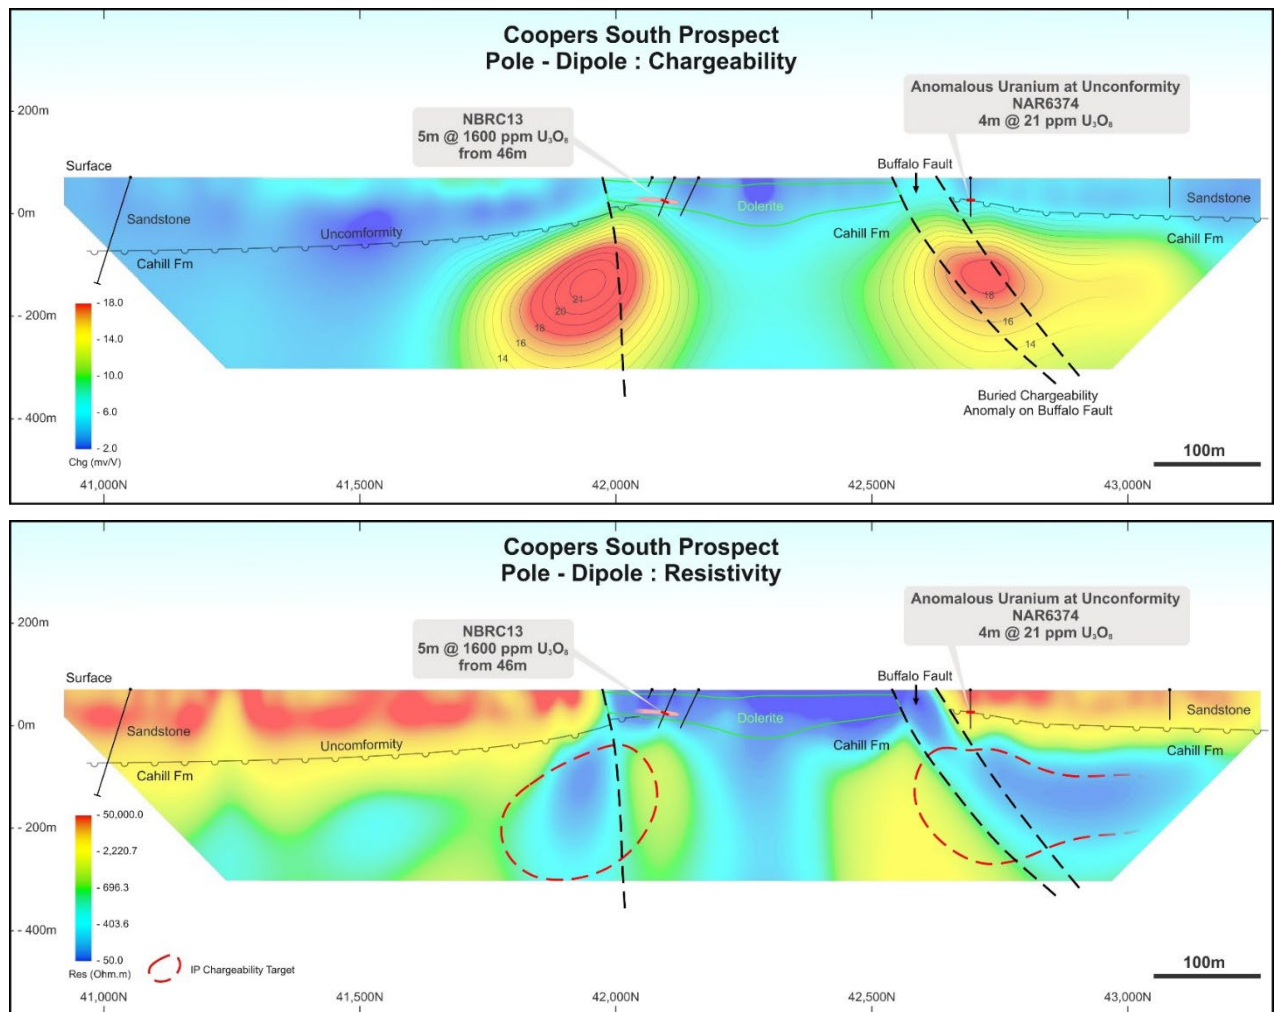 Coopers South Prospect
Pole - Dipole : Chargeability
Anomalous Uranium at Unconformity
NAR6374
4m @ 21 ppm U₃O₈
NBRC13
5m @ 1600 ppm U₃O₈
from 46m
200m
Surface
Buffalo Fault
Sandstone
Dolerite
Sandstone
0m
Uncomformity
Cahill Fm
Cahill Fm
Cahill Fm
21
20
18
16
14
18
16
14
- 18.0
- 14.0
- 10.0
- 6.0
- 2.0
Chg (mv/V)
- 200m
- 400m
Buried Chargeability
Anomaly on Buffalo Fault
100m
41,000N
41,500N
42,000N
42,500N
43,000N
Coopers South Prospect
Pole - Dipole : Resistivity
Anomalous Uranium at Unconformity
NAR6374
4m @ 21 ppm U₃O₈
NBRC13
5m @ 1600 ppm U₃O₈
from 46m
200m
Surface
Buffalo Fault
Sandstone
Dolerite
Sandstone
0m
Uncomformity
Cahill Fm
Cahill Fm
Cahill Fm
- 50,000.0
- 2,220.7
- 696.3
- 403.6
- 50.0
Res (Ohm.m)
- 200m
- 400m
IP Chargeability Target
100m
41,000N
41,500N
42,000N
42,500N
43,000N